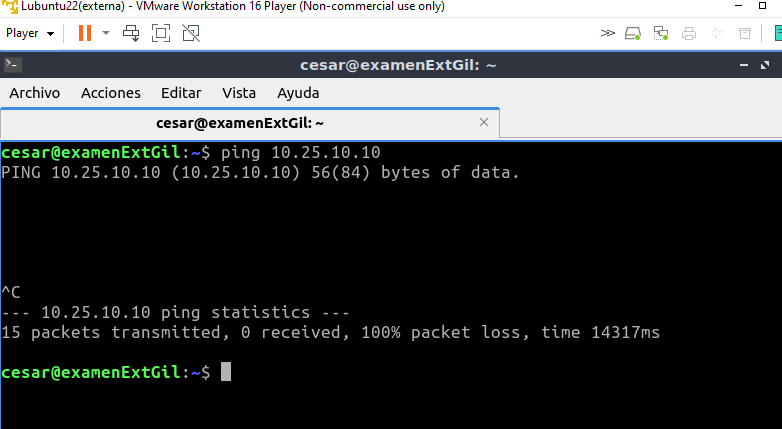 Lubuntu22(externa) - VMware Workstation 16 Player (Non-commercial use only)
Player
cesar@examenExtGil: ~
Archivo Acciones Editar Vista Ayuda
cesar@examenExtGil: ~
cesar@examenExtGil:~$ ping 10.25.10.10
PING 10.25.10.10 (10.25.10.10) 56(84) bytes of data.
^C
--- 10.25.10.10 ping statistics ---
15 packets transmitted, 0 received, 100% packet loss, time 14317ms
cesar@examenExtGil:~$